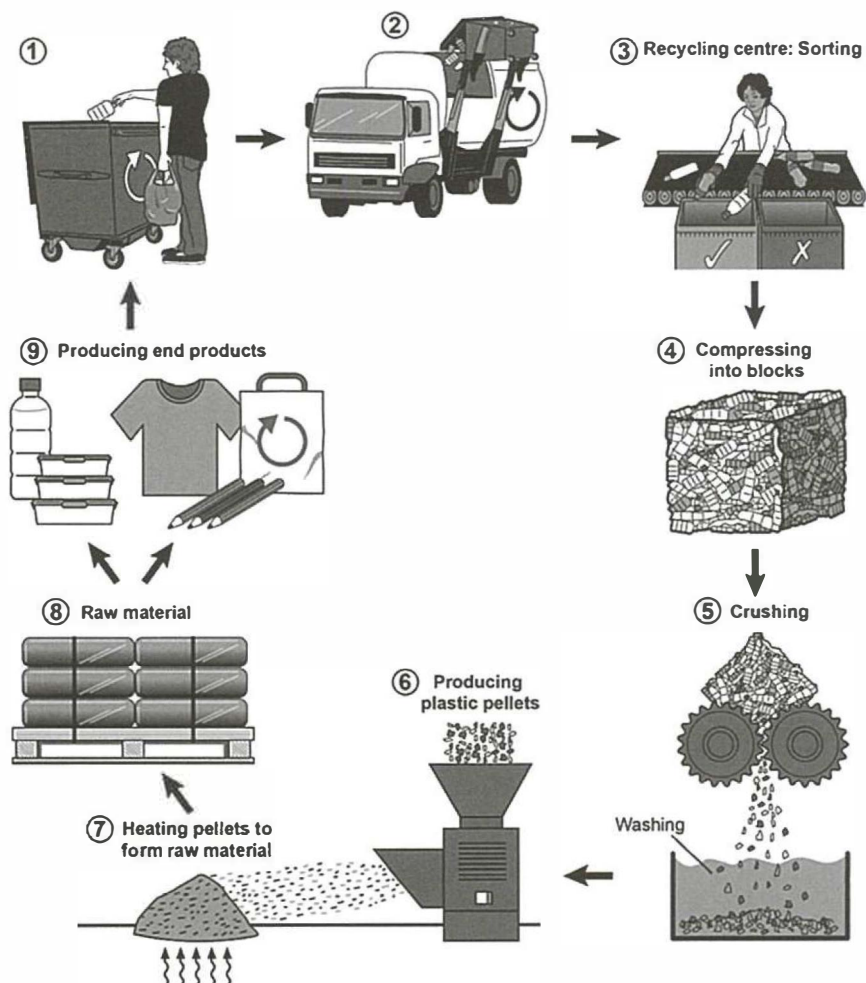 ①
②
③ Recycling centre: Sorting
④ Compressing
into blocks
⑤ Crushing
Washing
⑥ Producing
plastic pellets
⑦ Heating pellets to
form raw material
⑧ Raw material
⑨ Producing end products